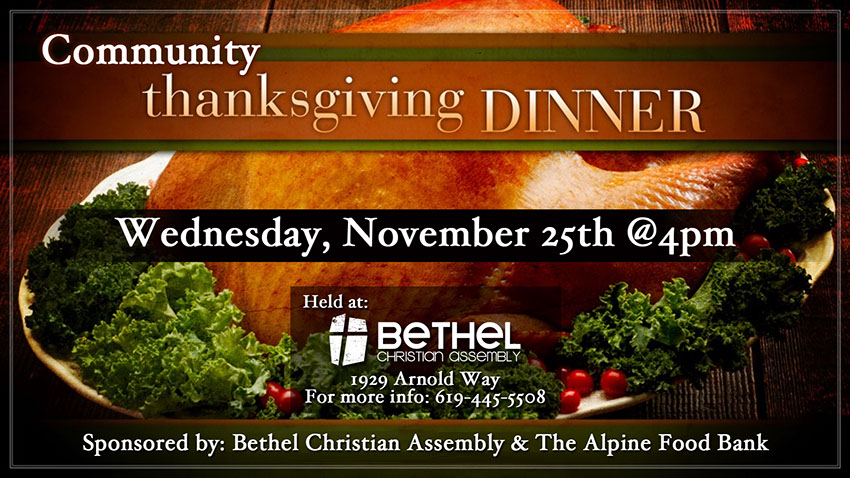 Community
thanksgiving DINNER
Wednesday, November 25th @4pm
Held at:
BETHEL
CHRISTIAN ASSEMBLY
1929 Arnold Way
For more info: 619-445-5508
Sponsored by: Bethel Christian Assembly & The Alpine Food Bank